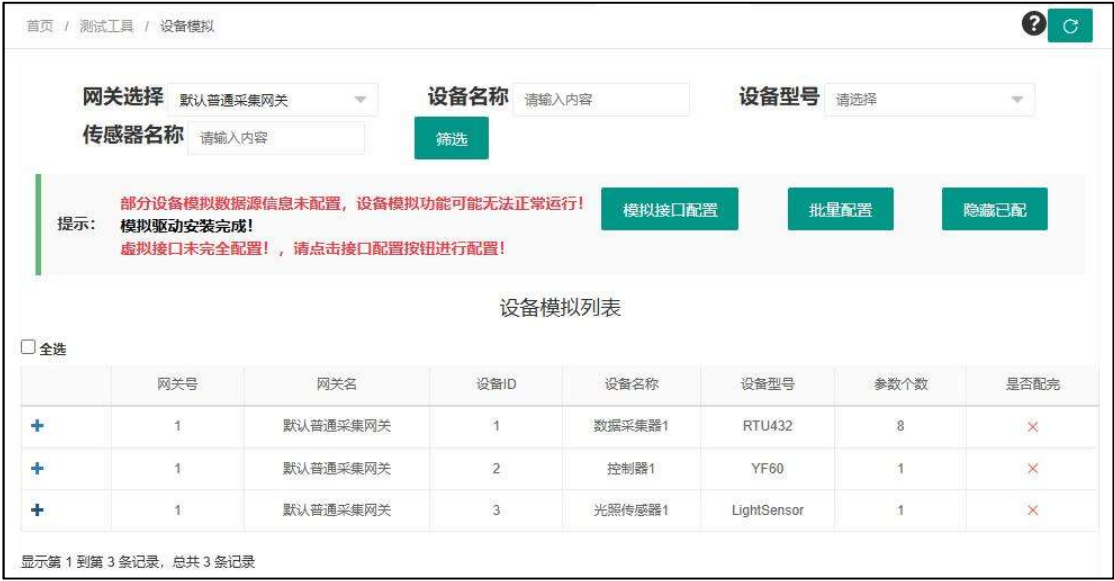 首页 / 测试工具 / 设备模拟
网关选择 默认普通采集网关 设备名称 请输入内容 设备型号 请选择
传感器名称 请输入内容 筛选
部分设备模拟数据源信息未配置，设备模拟功能可能无法正常运行！ 模拟接口配置 批量配置 隐藏已配
提示： 模拟驱动安装完成！
虚拟接口未完全配置！，请点击接口配置按钮进行配置！
设备模拟列表
全选
网关号 网关名 设备ID 设备名称 设备型号 参数个数 是否配完
1 默认普通采集网关 1 数据采集器1 RTU432 8
1 默认普通采集网关 2 控制器1 YF60 1
1 默认普通采集网关 3 光照传感器1 LightSensor 1
显示第 1 到第 3 条记录，总共 3 条记录